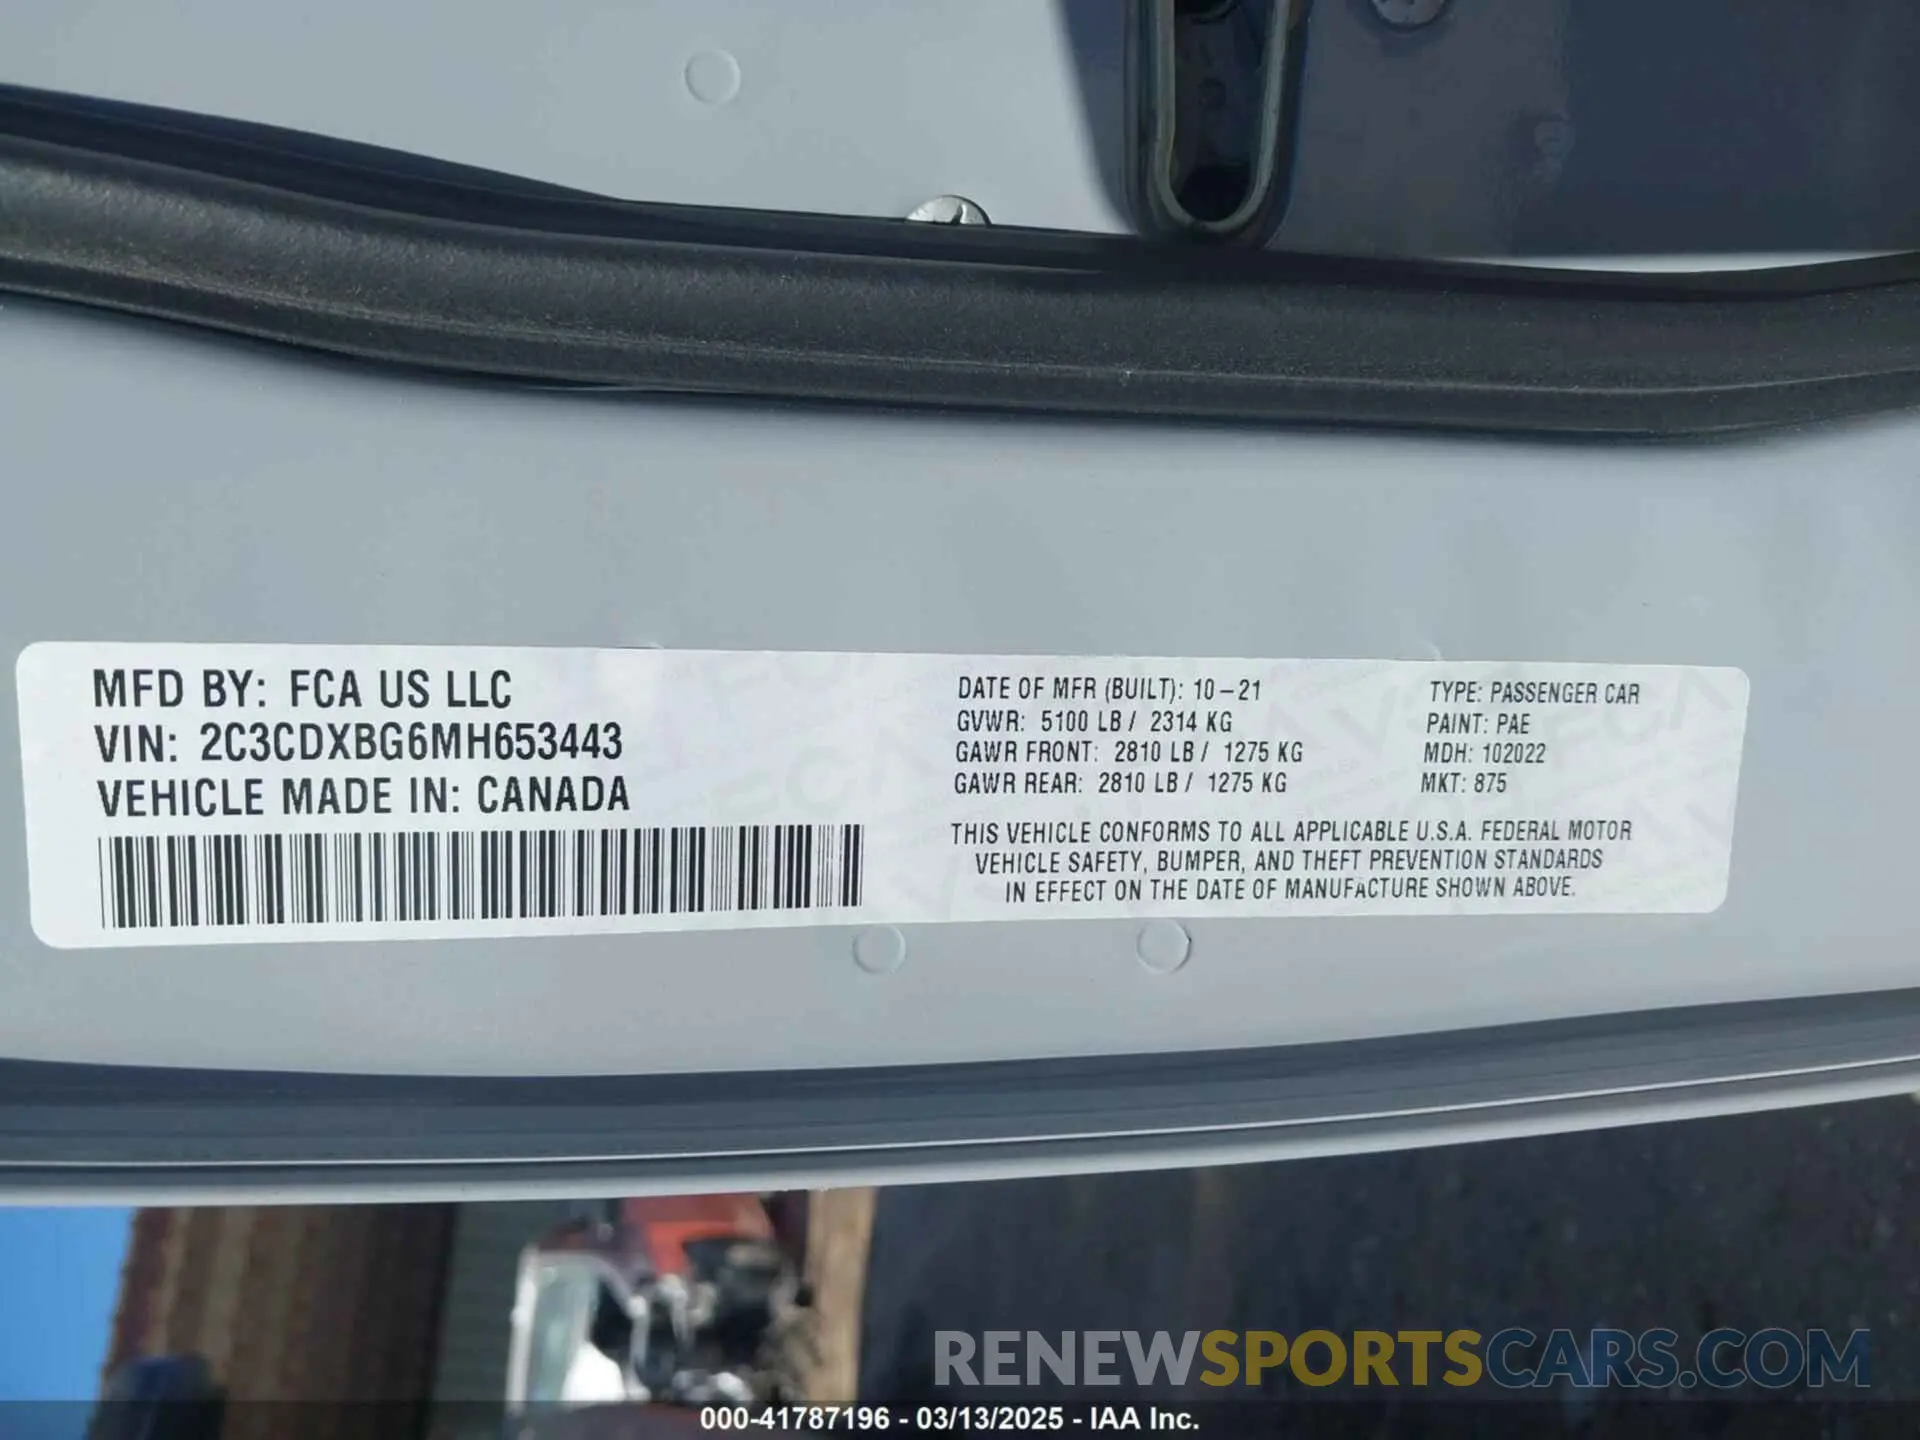 MFD BY: FCA US LLC
VIN: 2C3CDXBG6MH653443
VEHICLE MADE IN: CANADA
DATE OF MFR (BUILT): 10-21
GVWR: 5100 LB / 2314 KG
GAWR FRONT: 2810 LB / 1275 KG
GAWR REAR: 2810 LB / 1275 KG
TYPE: PASSENGER CAR
PAINT: PAE
MDH: 102022
MKT: 875
THIS VEHICLE CONFORMS TO ALL APPLICABLE U.S.A. FEDERAL MOTOR
VEHICLE SAFETY, BUMPER, AND THEFT PREVENTION STANDARDS
IN EFFECT ON THE DATE OF MANUFACTURE SHOWN ABOVE.
RENEWSPORTSCARS.COM
000-41787196 - 03/13/2025 - IAA Inc.